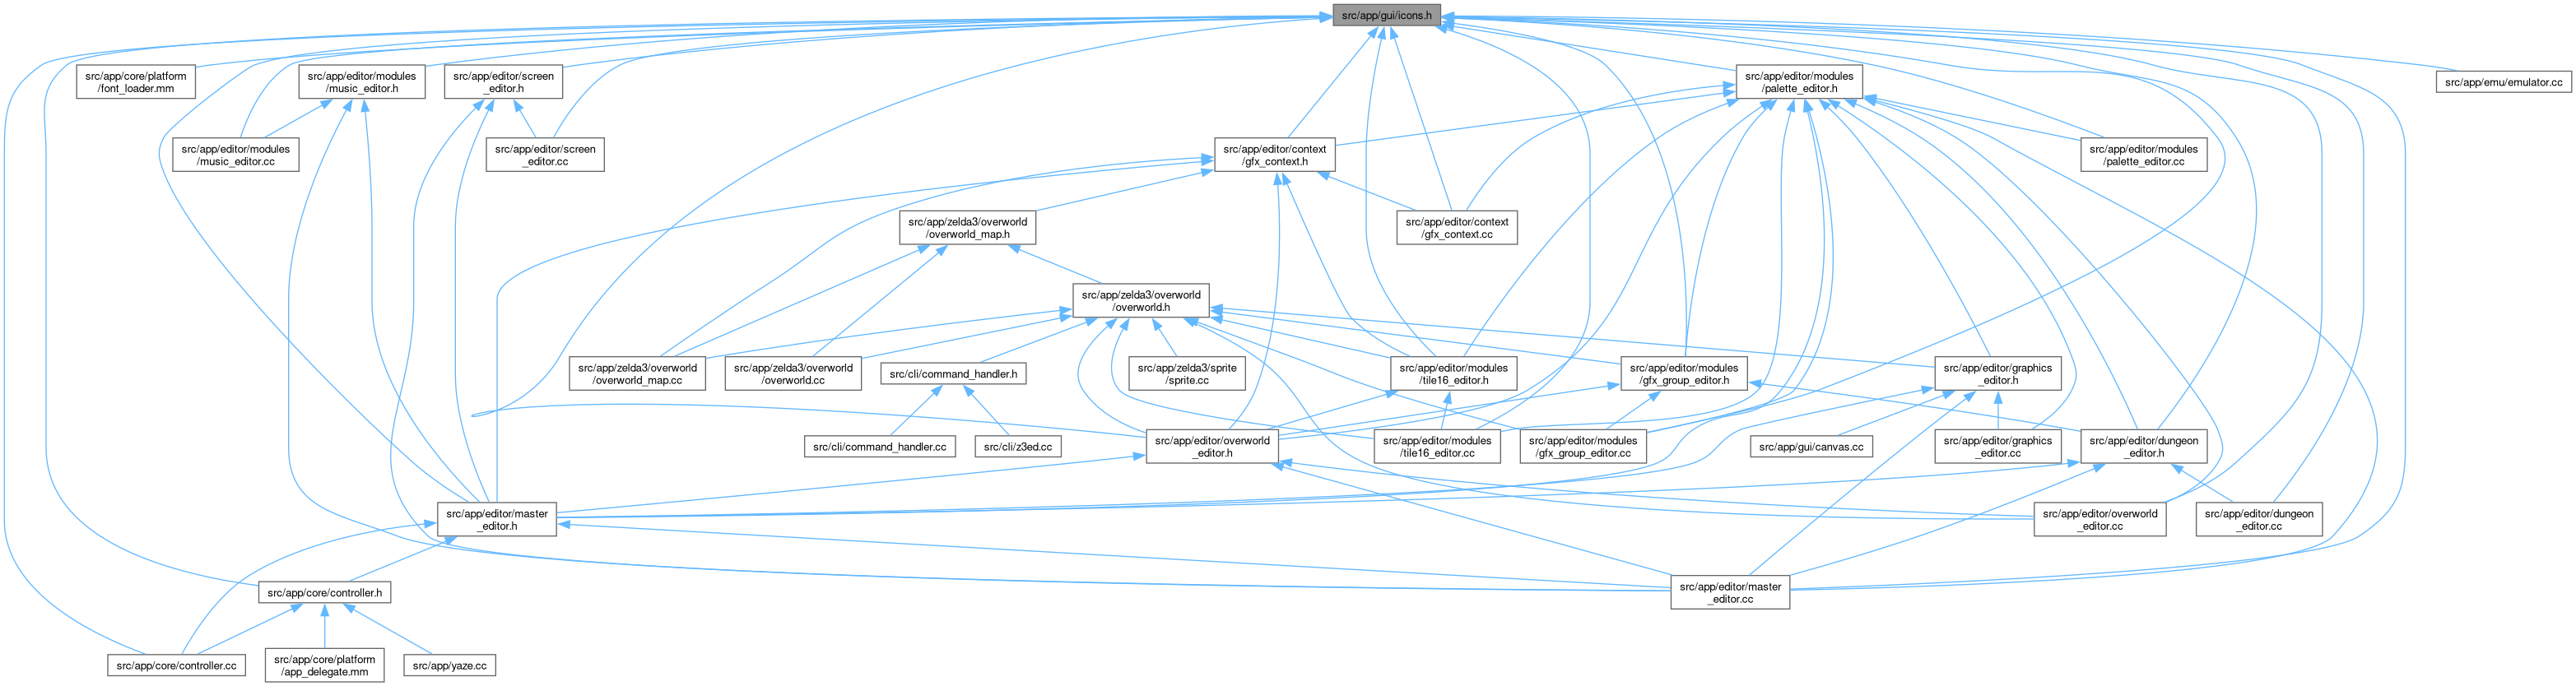 src/app/gui/icons.h
src/app/core/platform
/font_loader.mm
src/app/editor/modules
/music_editor.h
src/app/editor/screen
_editor.h
src/app/editor/modules
/palette_editor.h
src/app/emu/emulator.cc
src/app/editor/modules
/music_editor.cc
src/app/editor/screen
_editor.cc
src/app/editor/context
/gfx_context.h
src/app/editor/modules
/palette_editor.cc
src/app/zelda3/overworld
/overworld_map.h
src/app/editor/context
/gfx_context.cc
src/app/zelda3/overworld
/overworld.h
src/app/zelda3/overworld
/overworld_map.cc
src/app/zelda3/overworld
/overworld.cc
src/cli/command_handler.h
src/app/zelda3/sprite
/sprite.cc
src/app/editor/modules
/tile16_editor.h
src/app/editor/modules
/gfx_group_editor.h
src/app/editor/graphics
_editor.h
src/cli/command_handler.cc
src/cli/z3ed.cc
src/app/editor/overworld
_editor.h
src/app/editor/modules
/tile16_editor.cc
src/app/editor/modules
/gfx_group_editor.cc
src/app/gui/canvas.cc
src/app/editor/graphics
_editor.cc
src/app/editor/dungeon
_editor.h
src/app/editor/master
_editor.h
src/app/editor/overworld
_editor.cc
src/app/editor/dungeon
_editor.cc
src/app/core/controller.h
src/app/editor/master
_editor.cc
src/app/core/controller.cc
src/app/core/platform
/app_delegate.mm
src/app/yaze.cc